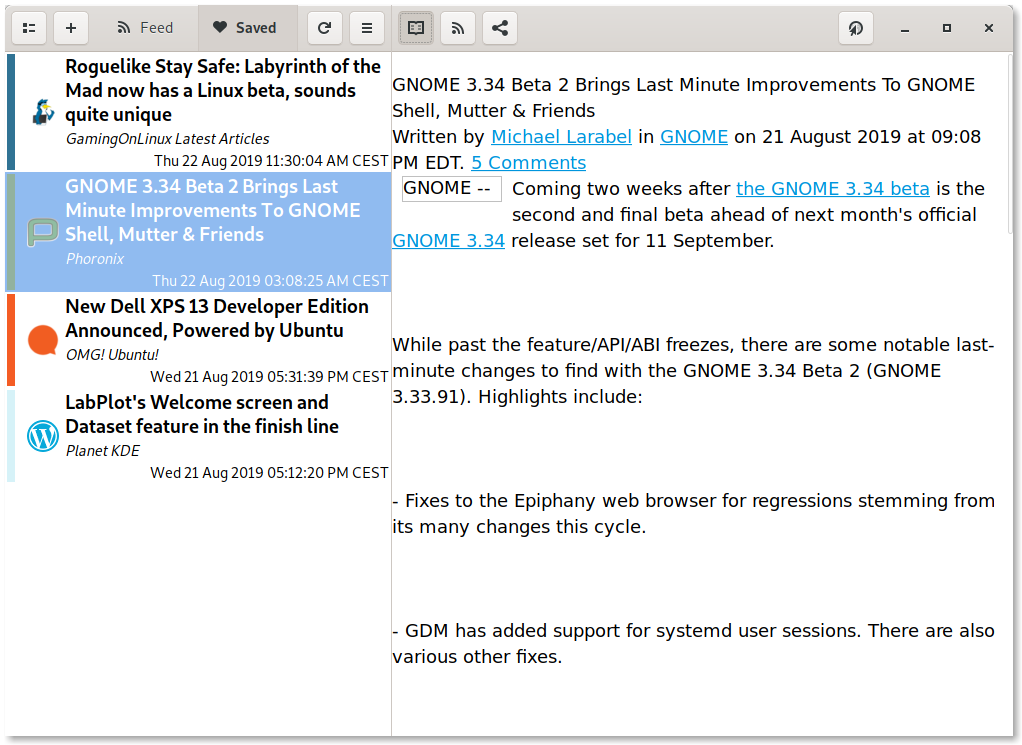 Feed
Saved
Roguelike Stay Safe: Labyrinth of the
Mad now has a Linux beta, sounds
quite unique
GamingOnLinux Latest Articles
Thu 22 Aug 2019 11:30:04 AM CEST
GNOME 3.34 Beta 2 Brings Last
Minute Improvements To GNOME
Shell, Mutter & Friends
Phoronix
Thu 22 Aug 2019 03:08:25 AM CEST
New Dell XPS 13 Developer Edition
Announced, Powered by Ubuntu
OMG! Ubuntu!
Wed 21 Aug 2019 05:31:39 PM CEST
LabPlot's Welcome screen and
Dataset feature in the finish line
Planet KDE
Wed 21 Aug 2019 05:12:20 PM CEST
GNOME 3.34 Beta 2 Brings Last Minute Improvements To GNOME
Shell, Mutter & Friends
Written by Michael Larabel in GNOME on 21 August 2019 at 09:08
PM EDT. 5 Comments
GNOME -- Coming two weeks after the GNOME 3.34 beta is the
second and final beta ahead of next month's official
GNOME 3.34 release set for 11 September.
While past the feature/API/ABI freezes, there are some notable last-
minute changes to find with the GNOME 3.34 Beta 2 (GNOME
3.33.91). Highlights include:
- Fixes to the Epiphany web browser for regressions stemming from
its many changes this cycle.
- GDM has added support for systemd user sessions. There are also
various other fixes.